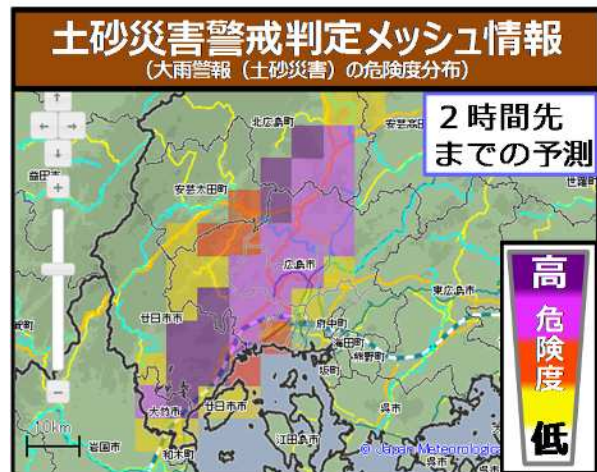 土砂災害警戒判定メッシュ情報
（大雨警報（土砂災害）の危険度分布）
２時間先
までの予測
北広島町
安芸高田
益田市
安芸太田町
世羅町
広島市
東広島市
廿日市市
府中町
海田町
熊野町
坂町
大竹市
廿日市市
呉市
江田島市
岩国市
和木町
10km
© Japan Meteorologica
高
危険度
低